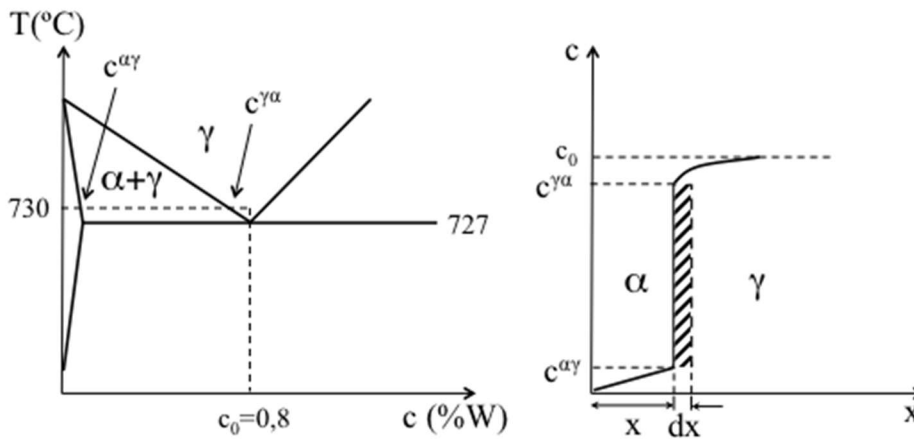 T(ºC)
c^αγ
c^γα
γ
α+γ
730
727
c₀=0,8
c (%W)
c
c₀
c^γα
α
γ
c^αγ
x
x
dx